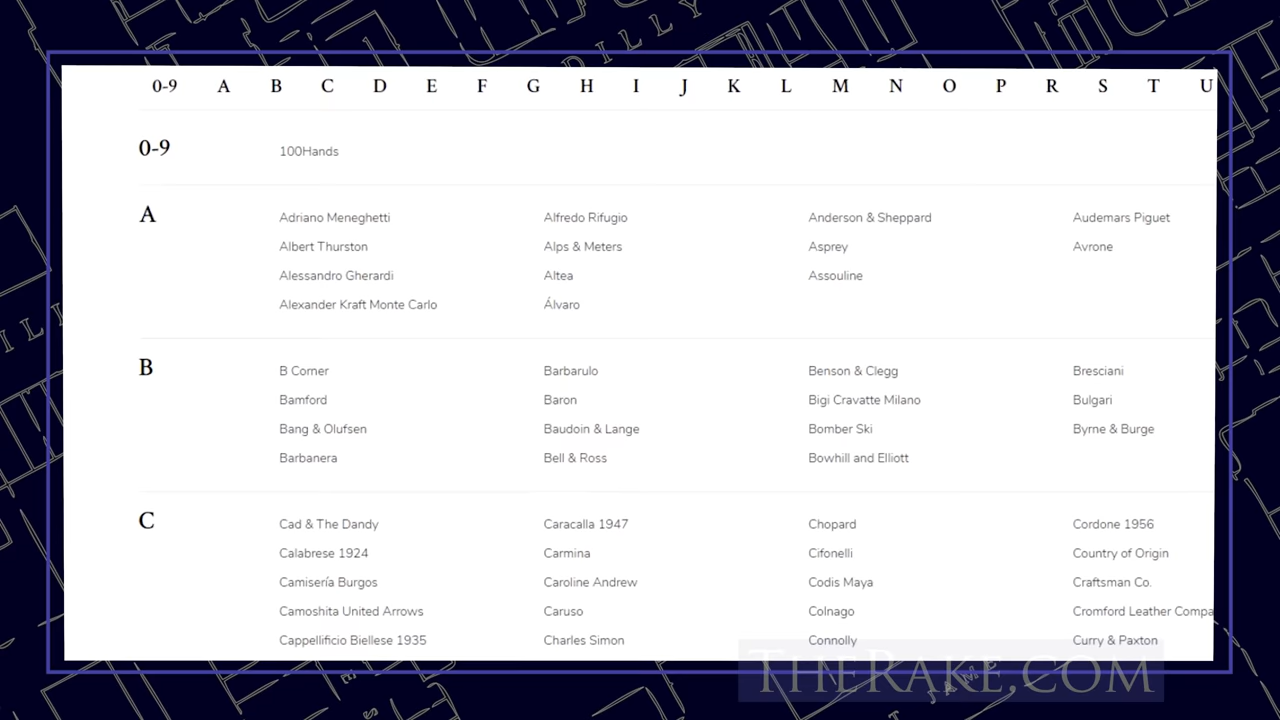 0-9 A B C D E F G H I J K L M N O P R S T U
0-9 100Hands
A Adriano Meneghetti Alfredo Rifugio Anderson & Sheppard Audemars Piguet
Albert Thurston Alps & Meters Asprey Avrone
Alessandro Gherardi Altea Assouline
Alexander Kraft Monte Carlo Álvaro
B B Corner Barbarulo Benson & Clegg Bresciani
Bamford Baron Bigi Cravatte Milano Bulgari
Bang & Olufsen Baudoin & Lange Bomber Ski Byrne & Burge
Barbanera Bell & Ross Bowhill and Elliott
C Cad & The Dandy Caracalla 1947 Chopard Cordone 1956
Calabrese 1924 Carmina Cifonelli Country of Origin
Camisería Burgos Caroline Andrew Codis Maya Craftsman Co.
Camoshita United Arrows Caruso Colnago Cromford Leather Compa
Cappellificio Biellese 1935 Charles Simon Connolly Curry & Paxton
TheRake.com